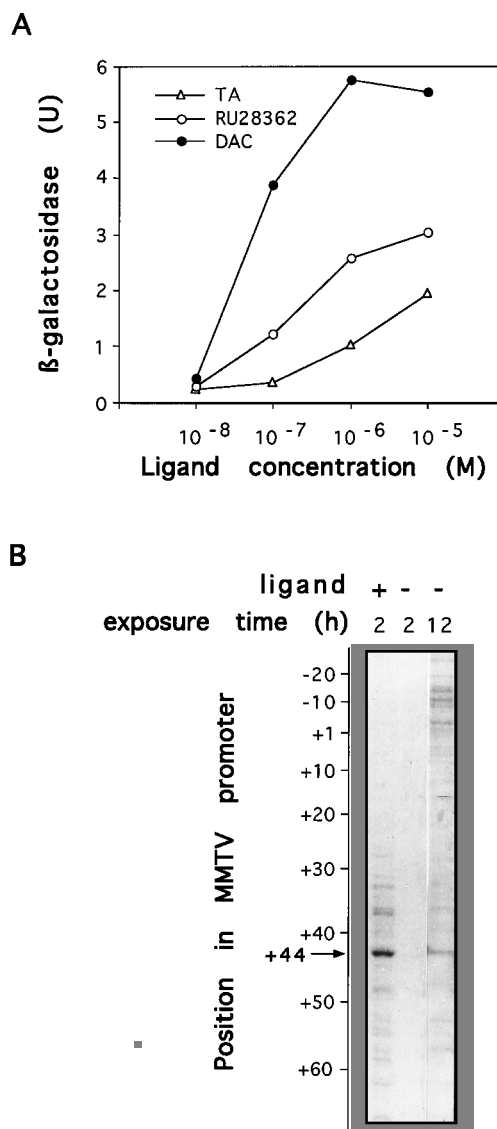 A
TA
RU28362
DAC
ß-galactosidase (U)
6
5
4
3
2
1
0
10-8 10-7 10-6 10-5
Ligand concentration (M)
B
ligand + - -
exposure time (h) 2 2 12
Position in MMTV promoter
-20
-10
+1
+10
+20
+30
+40
+44
+50
+60